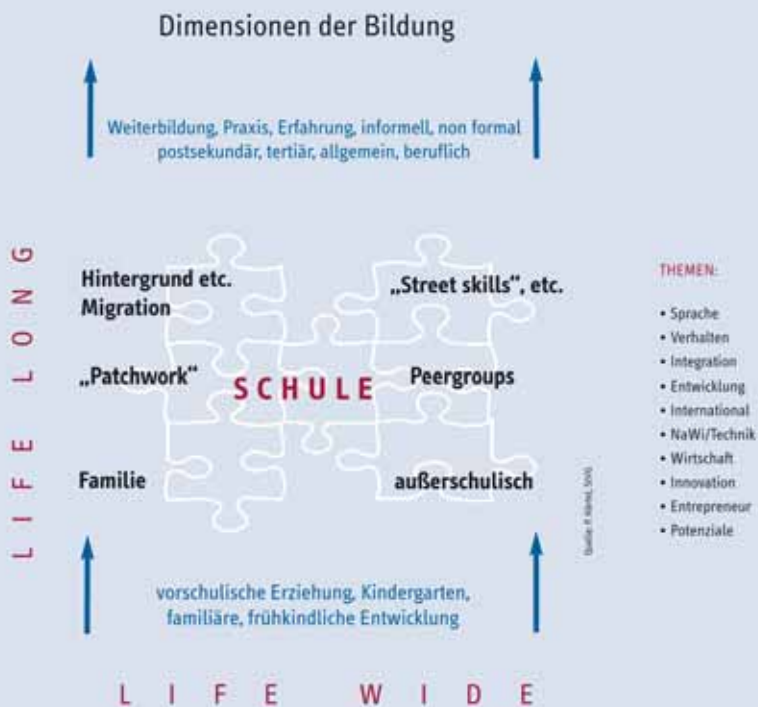 Dimensionen der Bildung
Weiterbildung, Praxis, Erfahrung, informell, non formal
postsekundär, tertiär, allgemein, beruflich
LIFE LONG
Hintergrund etc.
Migration
„Street skills“, etc.
„Patchwork“
SCHULE
Peergroups
Familie
außerschulisch
vorschulische Erziehung, Kindergarten,
familiäre, frühkindliche Entwicklung
LIFE WIDE
THEMEN:
• Sprache
• Verhalten
• Integration
• Entwicklung
• International
• NaWi/Technik
• Wirtschaft
• Innovation
• Entrepreneur
• Potenziale
Quelle: P.